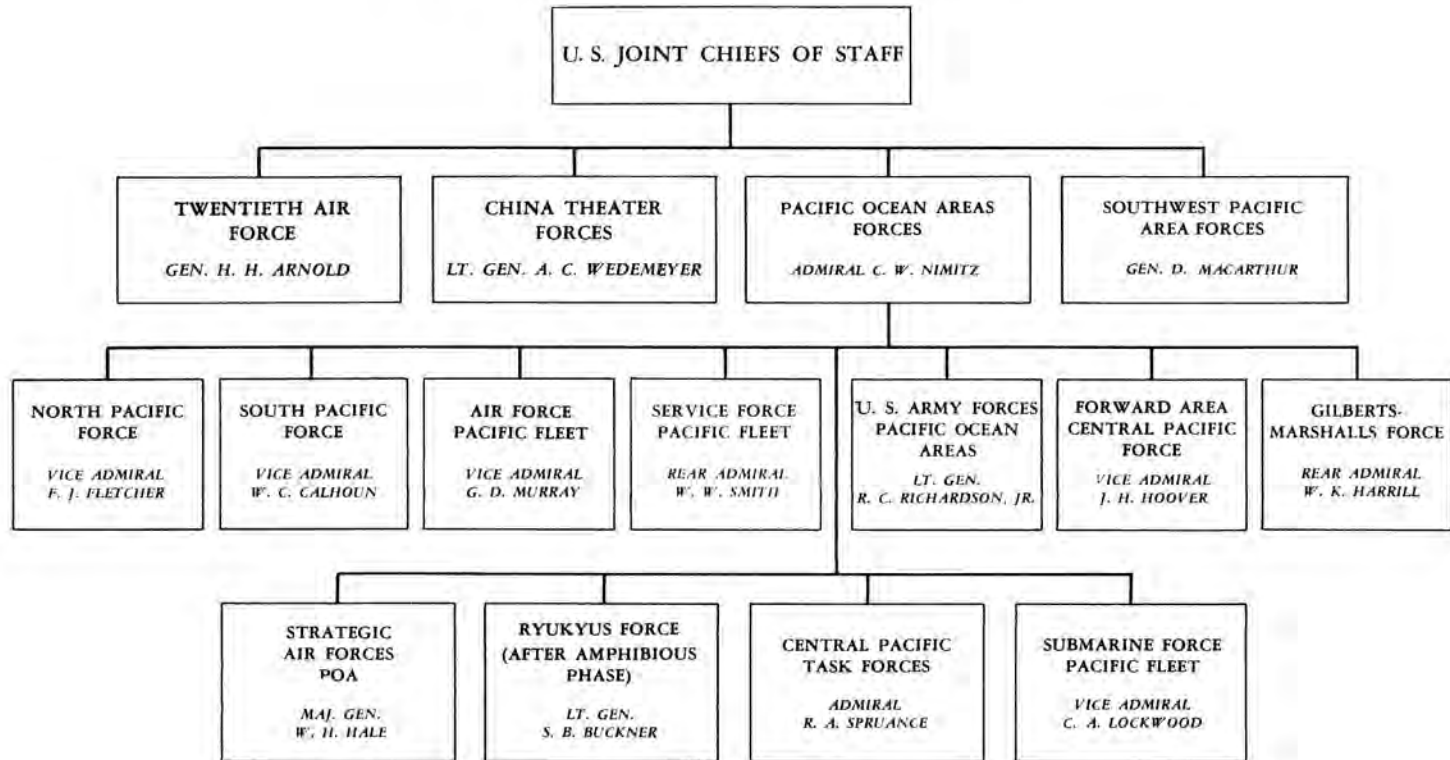 U. S. JOINT CHIEFS OF STAFF
TWENTIETH AIR
FORCE
GEN. H. H. ARNOLD
CHINA THEATER
FORCES
LT. GEN. A. C. WEDEMEYER
PACIFIC OCEAN AREAS
FORCES
ADMIRAL C. W. NIMITZ
SOUTHWEST PACIFIC
AREA FORCES
GEN. D. MACARTHUR
NORTH PACIFIC
FORCE
VICE ADMIRAL
F. J. FLETCHER
SOUTH PACIFIC
FORCE
VICE ADMIRAL
W. C. CALHOUN
AIR FORCE
PACIFIC FLEET
VICE ADMIRAL
G. D. MURRAY
SERVICE FORCE
PACIFIC FLEET
REAR ADMIRAL
W. W. SMITH
U. S. ARMY FORCES
PACIFIC OCEAN
AREAS
LT. GEN.
R. C. RICHARDSON, JR.
FORWARD AREA
CENTRAL PACIFIC
FORCE
VICE ADMIRAL
J. H. HOOVER
GILBERTS-
MARSHALLS FORCE
REAR ADMIRAL
W. K. HARRILL
STRATEGIC
AIR FORCES
POA
MAJ. GEN.
W. H. HALE
RYUKYUS FORCE
(AFTER AMPHIBIOUS
PHASE)
LT. GEN.
S. B. BUCKNER
CENTRAL PACIFIC
TASK FORCES
ADMIRAL
R. A. SPRUANCE
SUBMARINE FORCE
PACIFIC FLEET
VICE ADMIRAL
C. A. LOCKWOOD